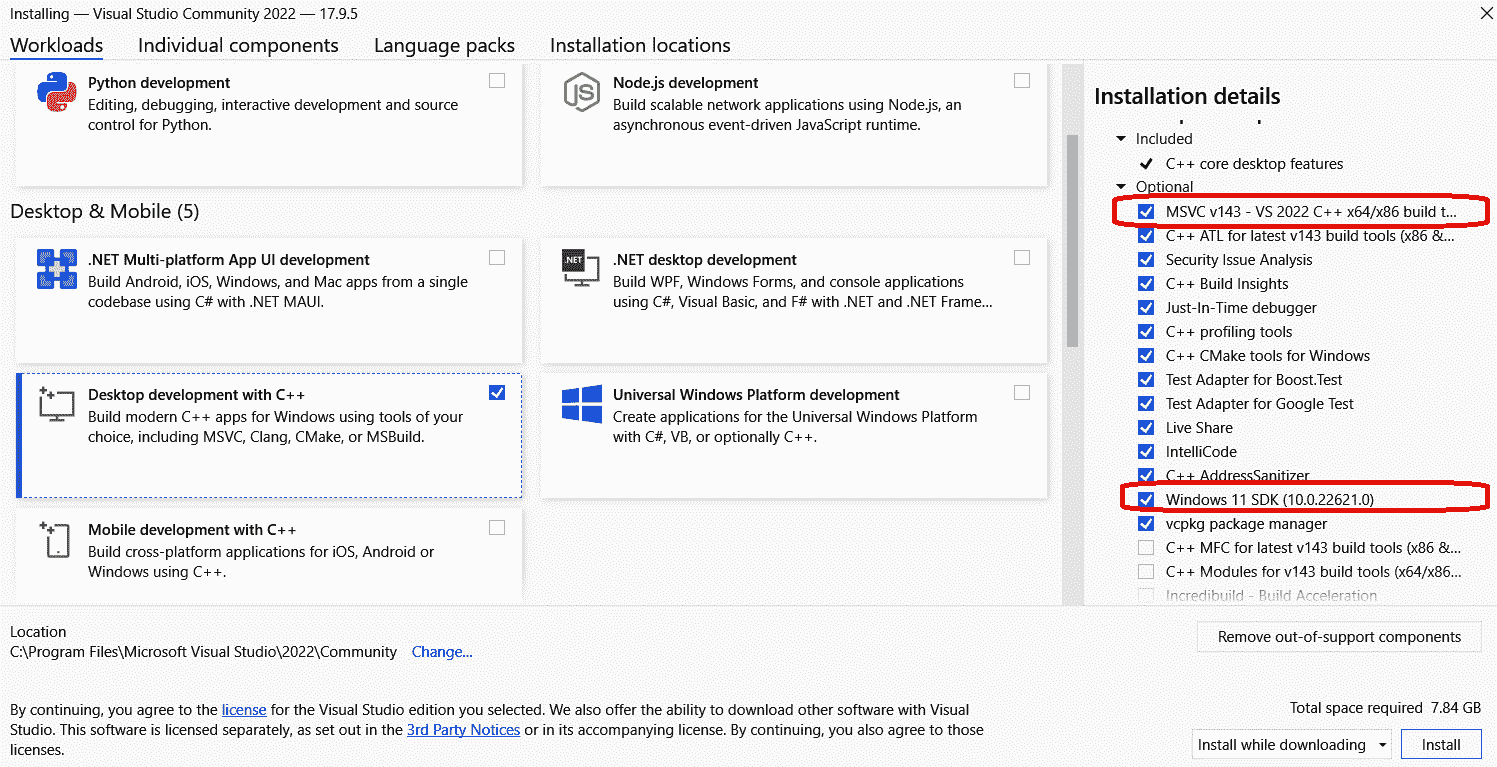 Installing — Visual Studio Community 2022 — 17.9.5
Workloads
Individual components
Language packs
Installation locations
Python development
Editing, debugging, interactive development and source
control for Python.
Node.js development
Build scalable network applications using Node.js, an
asynchronous event-driven JavaScript runtime.
Desktop & Mobile (5)
.NET Multi-platform App UI development
Build Android, iOS, Windows, and Mac apps from a single
codebase using C# with .NET MAUI.
.NET
.NET desktop development
Build WPF, Windows Forms, and console applications
using C#, Visual Basic, and F# with .NET and .NET Frame...
Desktop development with C++
Build modern C++ apps for Windows using tools of your
choice, including MSVC, Clang, CMake, or MSBuild.
Universal Windows Platform development
Create applications for the Universal Windows Platform
with C#, VB, or optionally C++.
Mobile development with C++
Build cross-platform applications for iOS, Android or
Windows using C++.
Installation details
Included
C++ core desktop features
Optional
MSVC v143 - VS 2022 C++ x64/x86 build t...
C++ ATL for latest v143 build tools (x86 &...
Security Issue Analysis
C++ Build Insights
Just-In-Time debugger
C++ profiling tools
C++ CMake tools for Windows
Test Adapter for Boost.Test
Test Adapter for Google Test
Live Share
IntelliCode
C++ AddressSanitizer
Windows 11 SDK (10.0.22621.0)
vcpkg package manager
C++ MFC for latest v143 build tools (x86 &...
C++ Modules for v143 build tools (x64/x86...
Incredibuild - Build Acceleration
Location
C:\Program Files\Microsoft Visual Studio\2022\Community Change...
Remove out-of-support components
By continuing, you agree to the license for the Visual Studio edition you selected. We also offer the ability to download other software with Visual
Studio. This software is licensed separately, as set out in the 3rd Party Notices or in its accompanying license. By continuing, you also agree to those
licenses.
Total space required 7.84 GB
Install while downloading
Install